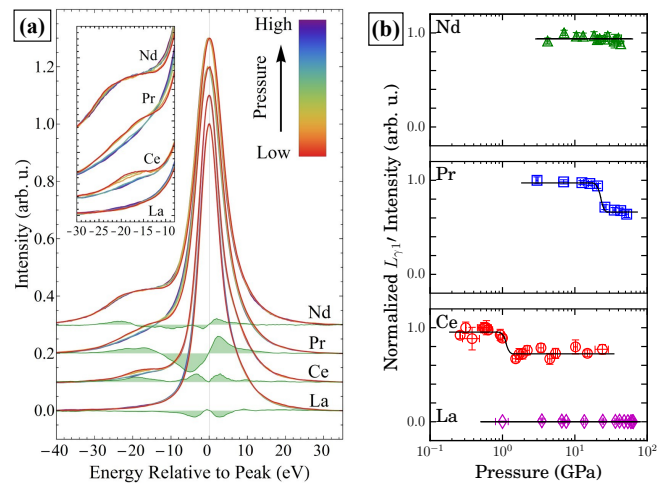 (a)
High
Pressure
Low
Nd
Pr
Ce
La
−30 −25 −20 −15 −10
Intensity (arb. u.)
1.2
1.0
0.8
0.6
0.4
0.2
0.0
Nd
Pr
Ce
La
−40 −30 −20 −10 0 10 20 30
Energy Relative to Peak (eV)
(b)
Nd
1.0
0.0
Pr
1.0
0.0
Ce
1.0
La
0.0
Normalized Lγ1′ Intensity (arb. u.)
10⁻¹ 10⁰ 10¹ 10²
Pressure (GPa)